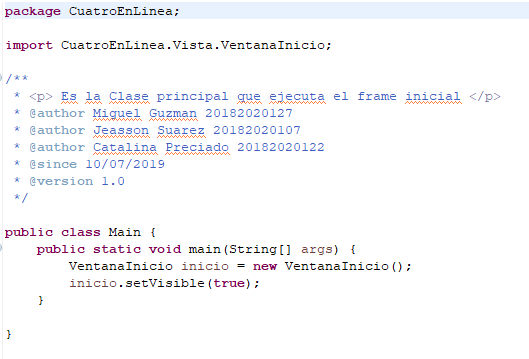 package CuatroEnLinea;
import CuatroEnLinea.Vista.VentanaInicio;
/**
 * <p> Es la Clase principal que ejecuta el frame inicial </p>
 * @author Miguel Guzman 20182020127
 * @author Jeasson Suarez 20182020107
 * @author Catalina Preciado 20182020122
 * @since 10/07/2019
 * @version 1.0
 */
public class Main {
    public static void main(String[] args) {
        VentanaInicio inicio = new VentanaInicio();
        inicio.setVisible(true);
    }
}